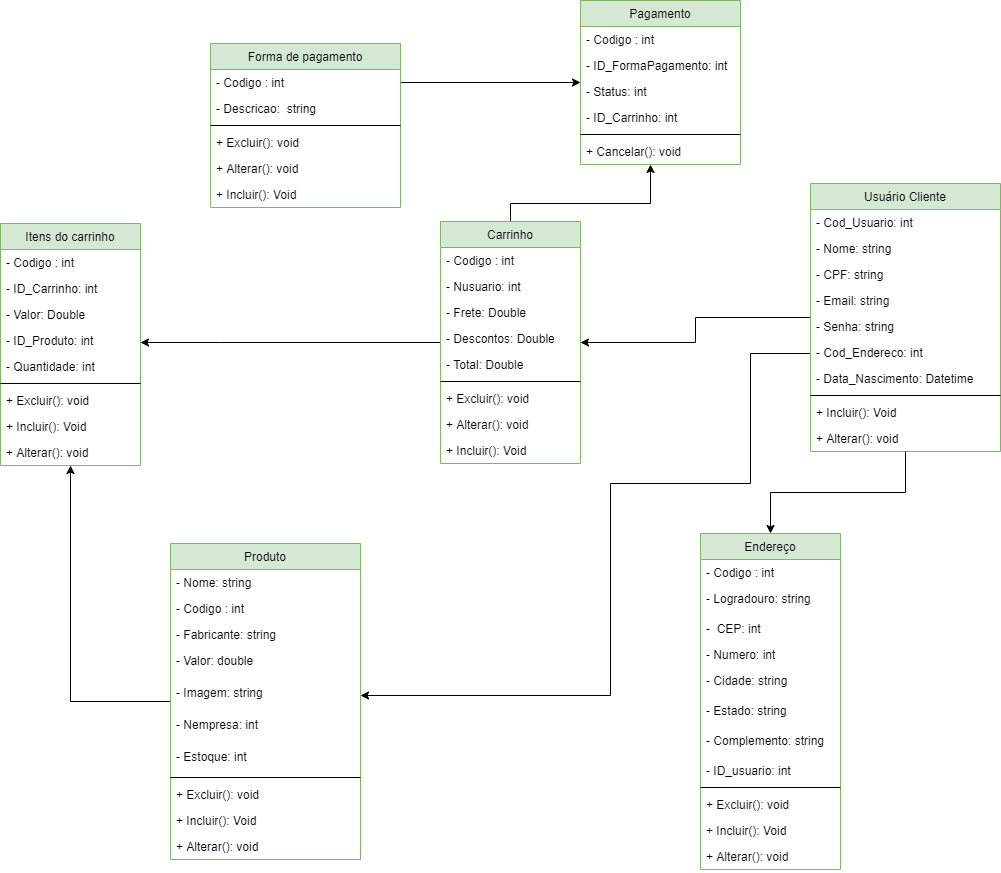 Pagamento
- Codigo : int
- ID_FormaPagamento: int
- Status: int
- ID_Carrinho: int
+ Cancelar(): void
Forma de pagamento
- Codigo : int
- Descricao:  string
+ Excluir(): void
+ Alterar(): void
+ Incluir(): Void
Usuário Cliente
- Cod_Usuario: int
- Nome: string
- CPF: string
- Email: string
- Senha: string
- Cod_Endereco: int
- Data_Nascimento: Datetime
+ Incluir(): Void
+ Alterar(): void
Itens do carrinho
- Codigo : int
- ID_Carrinho: int
- Valor: Double
- ID_Produto: int
- Quantidade: int
+ Excluir(): void
+ Incluir(): Void
+ Alterar(): void
Carrinho
- Codigo : int
- Nusuario: int
- Frete: Double
- Descontos: Double
- Total: Double
+ Excluir(): void
+ Alterar(): void
+ Incluir(): Void
Produto
- Nome: string
- Codigo : int
- Fabricante: string
- Valor: double
- Imagem: string
- Nempresa: int
- Estoque: int
+ Excluir(): void
+ Incluir(): Void
+ Alterar(): void
Endereço
- Codigo : int
- Logradouro: string
-  CEP: int
- Numero: int
- Cidade: string
- Estado: string
- Complemento: string
- ID_usuario: int
+ Excluir(): void
+ Incluir(): Void
+ Alterar(): void